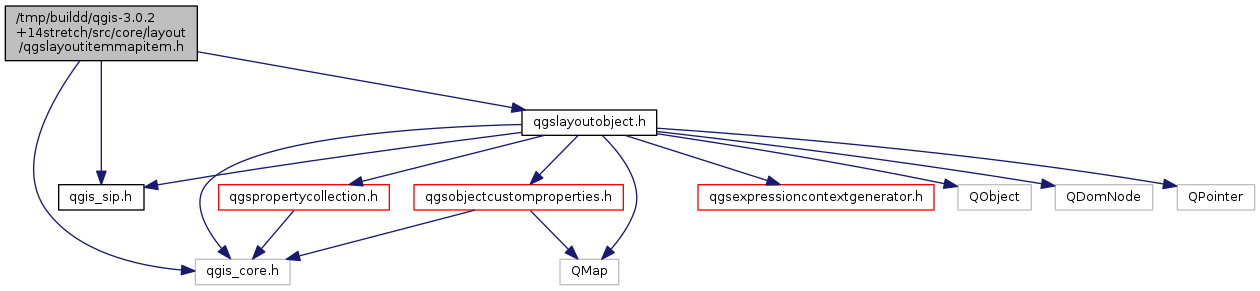 /tmp/buildd/qgis-3.0.2
+14stretch/src/core/layout
/qgslayoutitemmapitem.h
qgslayoutobject.h
qgis_sip.h
qgspropertycollection.h
qgsobjectcustomproperties.h
qgsexpressioncontextgenerator.h
QObject
QDomNode
QPointer
qgis_core.h
QMap